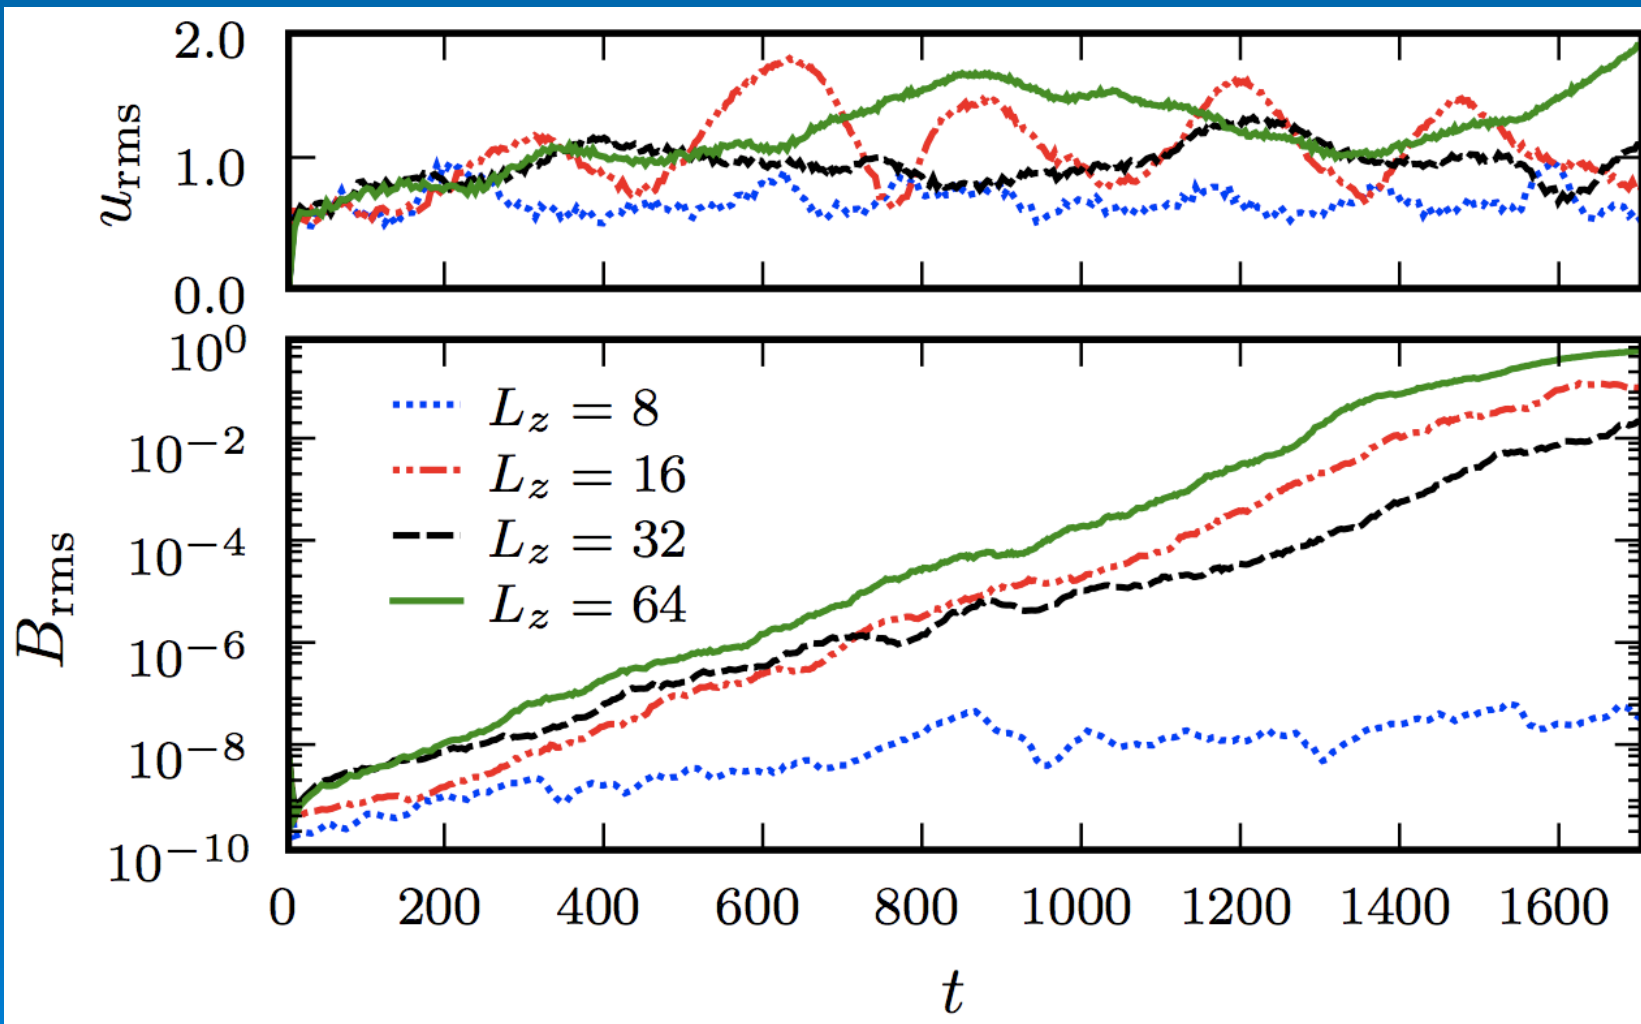 2.0
1.0
0.0
u_rms
10^0
10^−2
10^−4
10^−6
10^−8
10^−10
B_rms
L_z = 8
L_z = 16
L_z = 32
L_z = 64
0 200 400 600 800 1000 1200 1400 1600
t